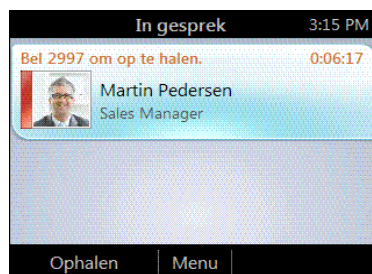 In gesprek 3:15 PM
Bel 2997 om op te halen. 0:06:17
Martin Pedersen
Sales Manager
Ophalen Menu